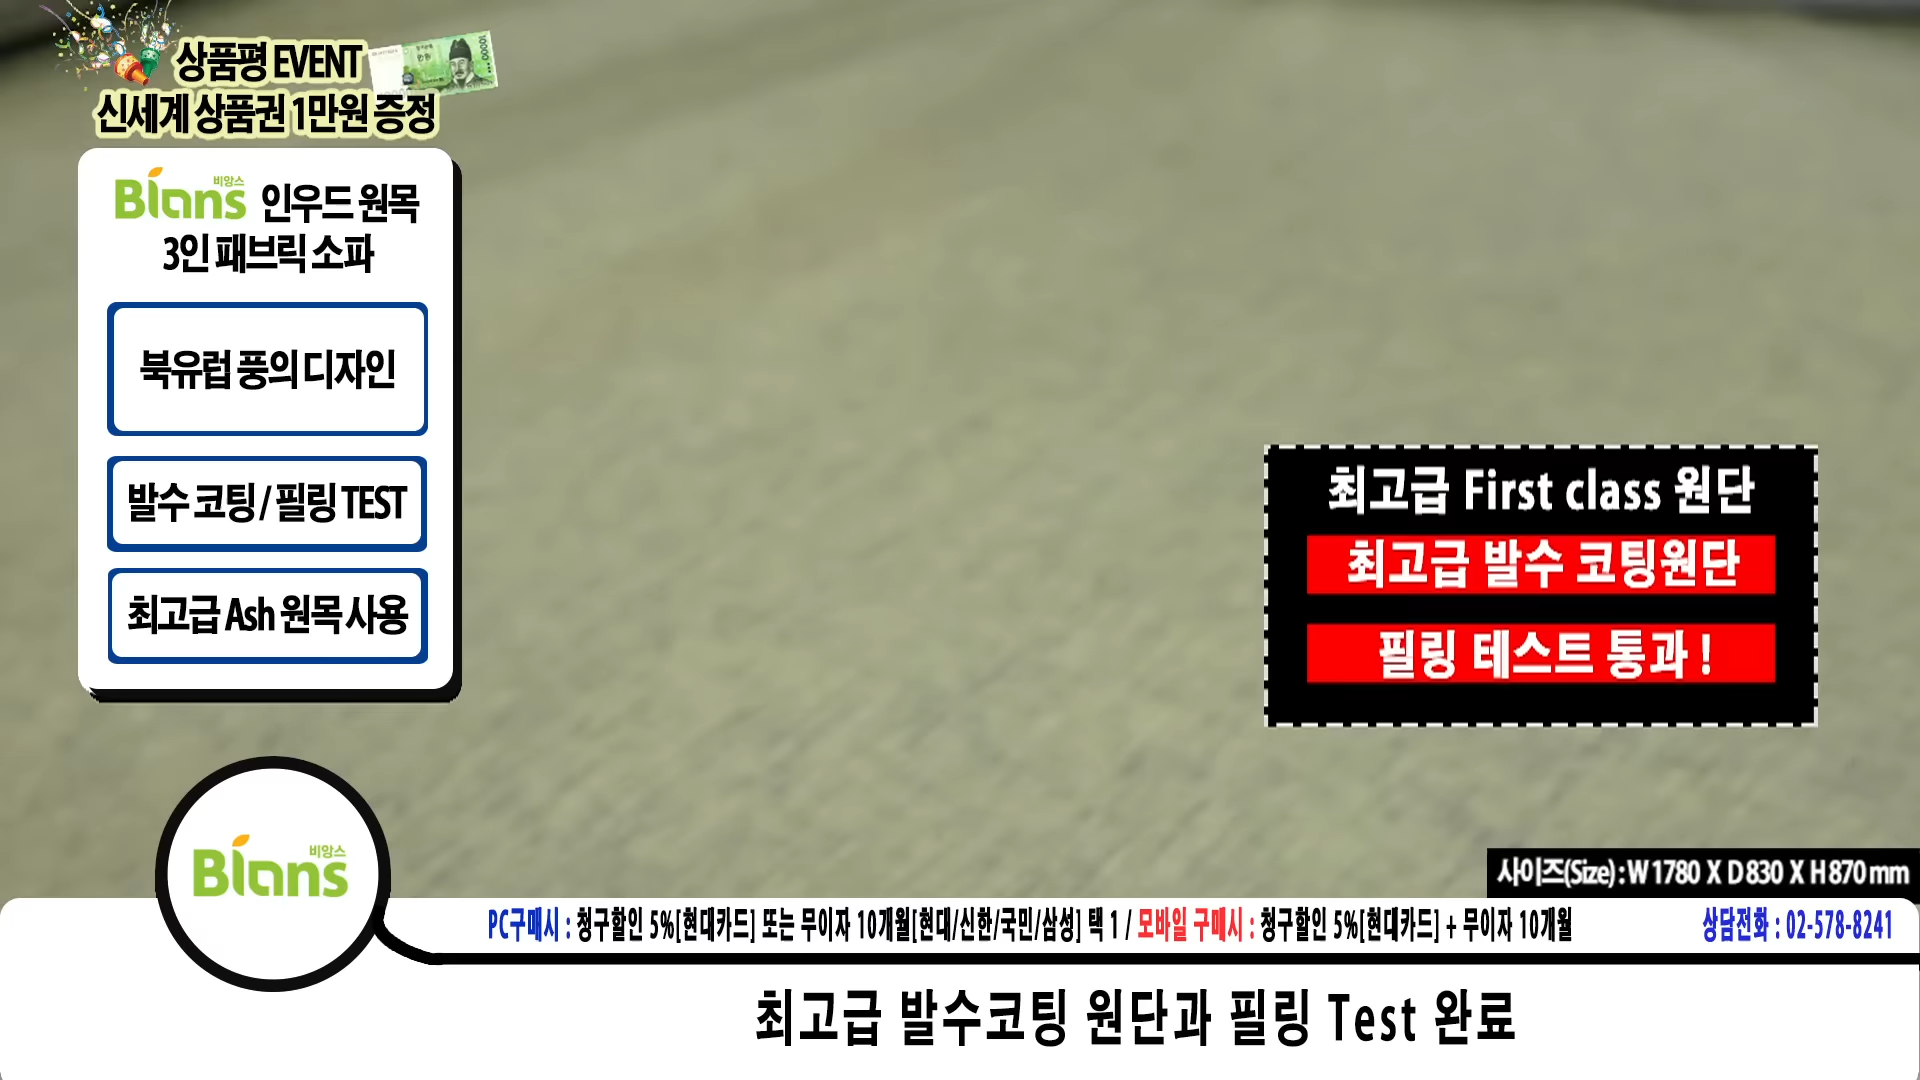 상품평 EVENT
신세계 상품권 1만원 증정
Bians 비앙스 인우드 원목
3인 패브릭 소파
북유럽 풍의 디자인
발수 코팅 / 필링 TEST
최고급 Ash 원목 사용
최고급 First class 원단
최고급 발수 코팅원단
필링 테스트 통과 !
사이즈(Size) : W 1780 X D 830 X H 870 mm
Bians 비앙스
PC구매시 : 청구할인 5%[현대카드] 또는 무이자 10개월[현대/신한/국민/삼성] 택 1 / 모바일 구매시 : 청구할인 5%[현대카드] + 무이자 10개월
상담전화 : 02-578-8241
최고급 발수코팅 원단과 필링 Test 완료